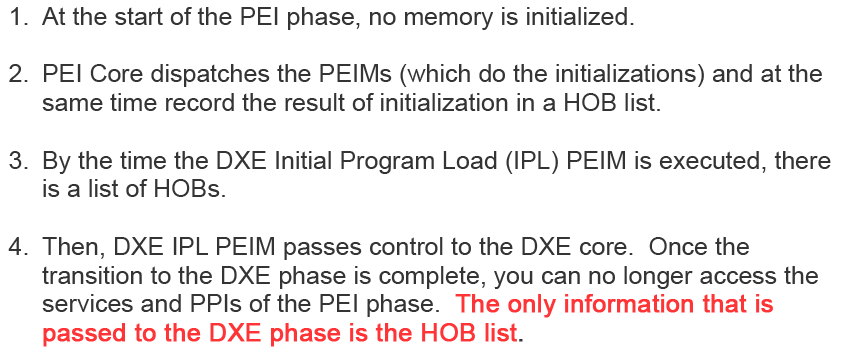 1. At the start of the PEI phase, no memory is initialized.
2. PEI Core dispatches the PEIMs (which do the initializations) and at the
same time record the result of initialization in a HOB list.
3. By the time the DXE Initial Program Load (IPL) PEIM is executed, there
is a list of HOBs.
4. Then, DXE IPL PEIM passes control to the DXE core. Once the
transition to the DXE phase is complete, you can no longer access the
services and PPIs of the PEI phase. The only information that is
passed to the DXE phase is the HOB list.